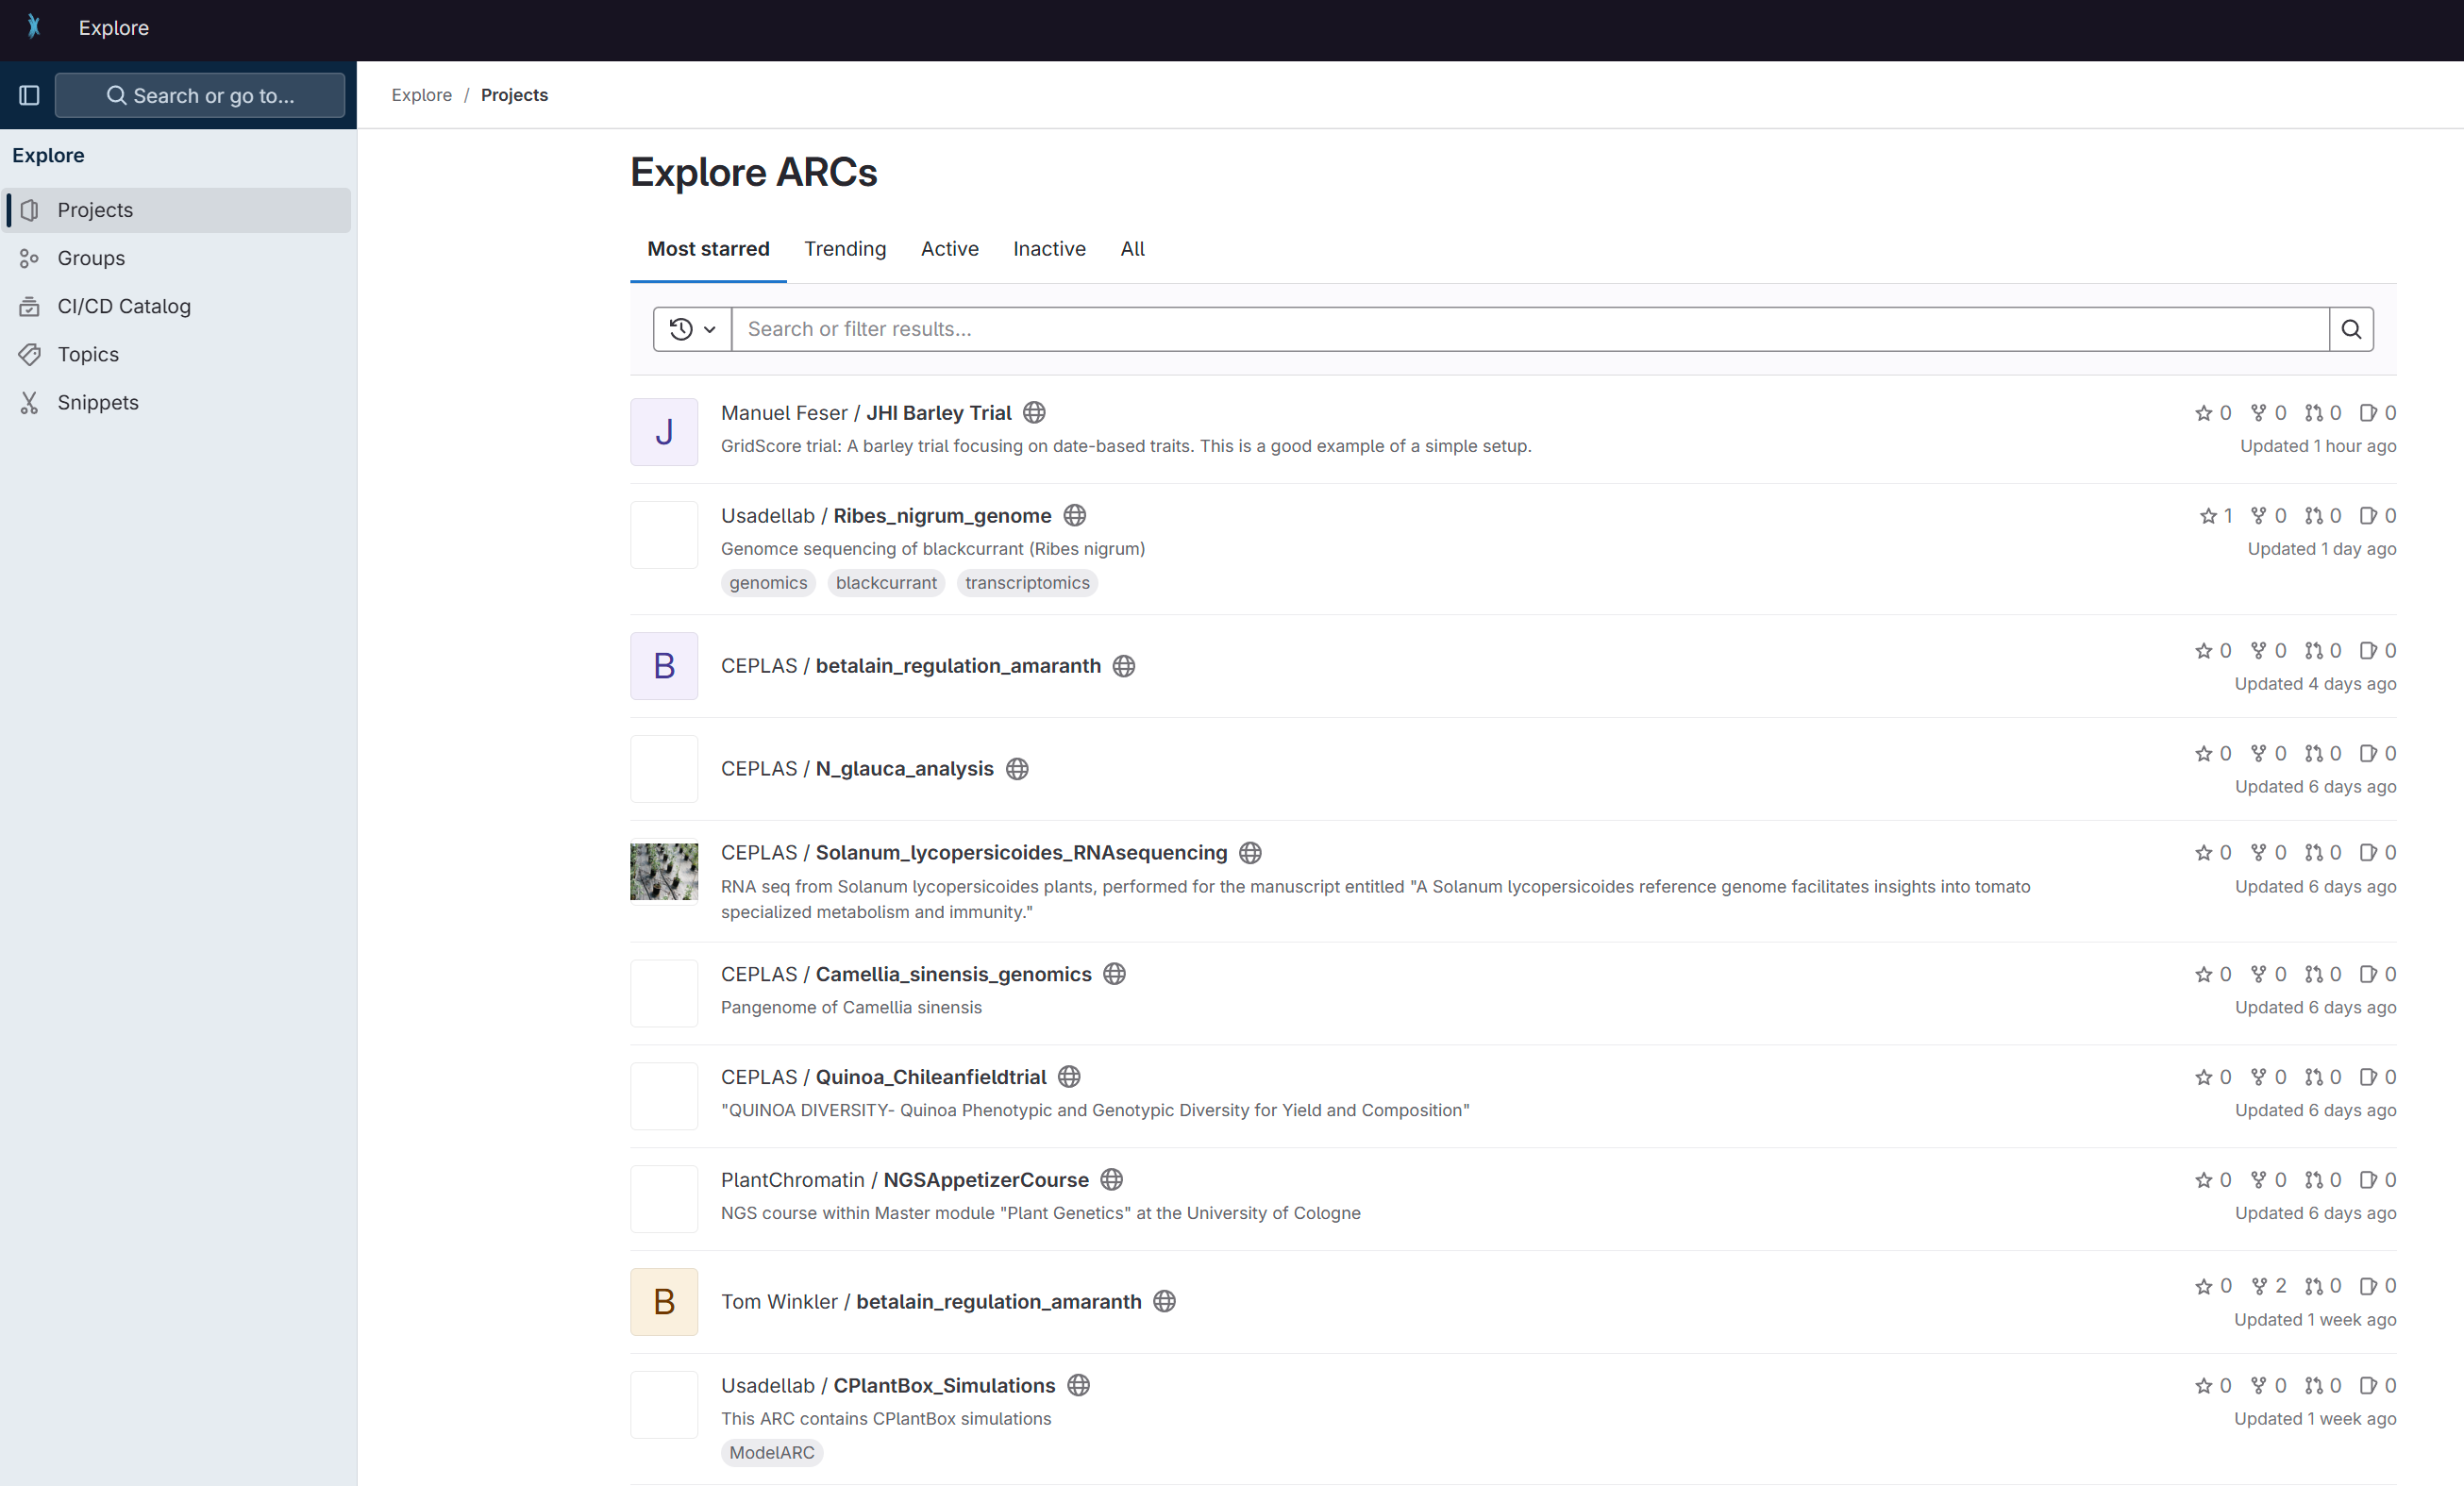 Explore
Search or go to...
Explore / Projects
Explore
Projects
Groups
CI/CD Catalog
Topics
Snippets
Explore ARCs
Most starred Trending Active Inactive All
Search or filter results...
J
Manuel Feser / JHI Barley Trial
0 0 0 0
GridScore trial: A barley trial focusing on date-based traits. This is a good example of a simple setup.
Updated 1 hour ago
Usadellab / Ribes_nigrum_genome
1 0 0 0
Genomce sequencing of blackcurrant (Ribes nigrum)
Updated 1 day ago
genomics blackcurrant transcriptomics
B
CEPLAS / betalain_regulation_amaranth
0 0 0 0
Updated 4 days ago
CEPLAS / N_glauca_analysis
0 0 0 0
Updated 6 days ago
CEPLAS / Solanum_lycopersicoides_RNAsequencing
0 0 0 0
RNA seq from Solanum lycopersicoides plants, performed for the manuscript entitled "A Solanum lycopersicoides reference genome facilitates insights into tomato
specialized metabolism and immunity."
Updated 6 days ago
CEPLAS / Camellia_sinensis_genomics
0 0 0 0
Pangenome of Camellia sinensis
Updated 6 days ago
CEPLAS / Quinoa_Chileanfieldtrial
0 0 0 0
"QUINOA DIVERSITY- Quinoa Phenotypic and Genotypic Diversity for Yield and Composition"
Updated 6 days ago
PlantChromatin / NGSAppetizerCourse
0 0 0 0
NGS course within Master module "Plant Genetics" at the University of Cologne
Updated 6 days ago
B
Tom Winkler / betalain_regulation_amaranth
0 2 0 0
Updated 1 week ago
Usadellab / CPlantBox_Simulations
0 0 0 0
This ARC contains CPlantBox simulations
Updated 1 week ago
ModelARC